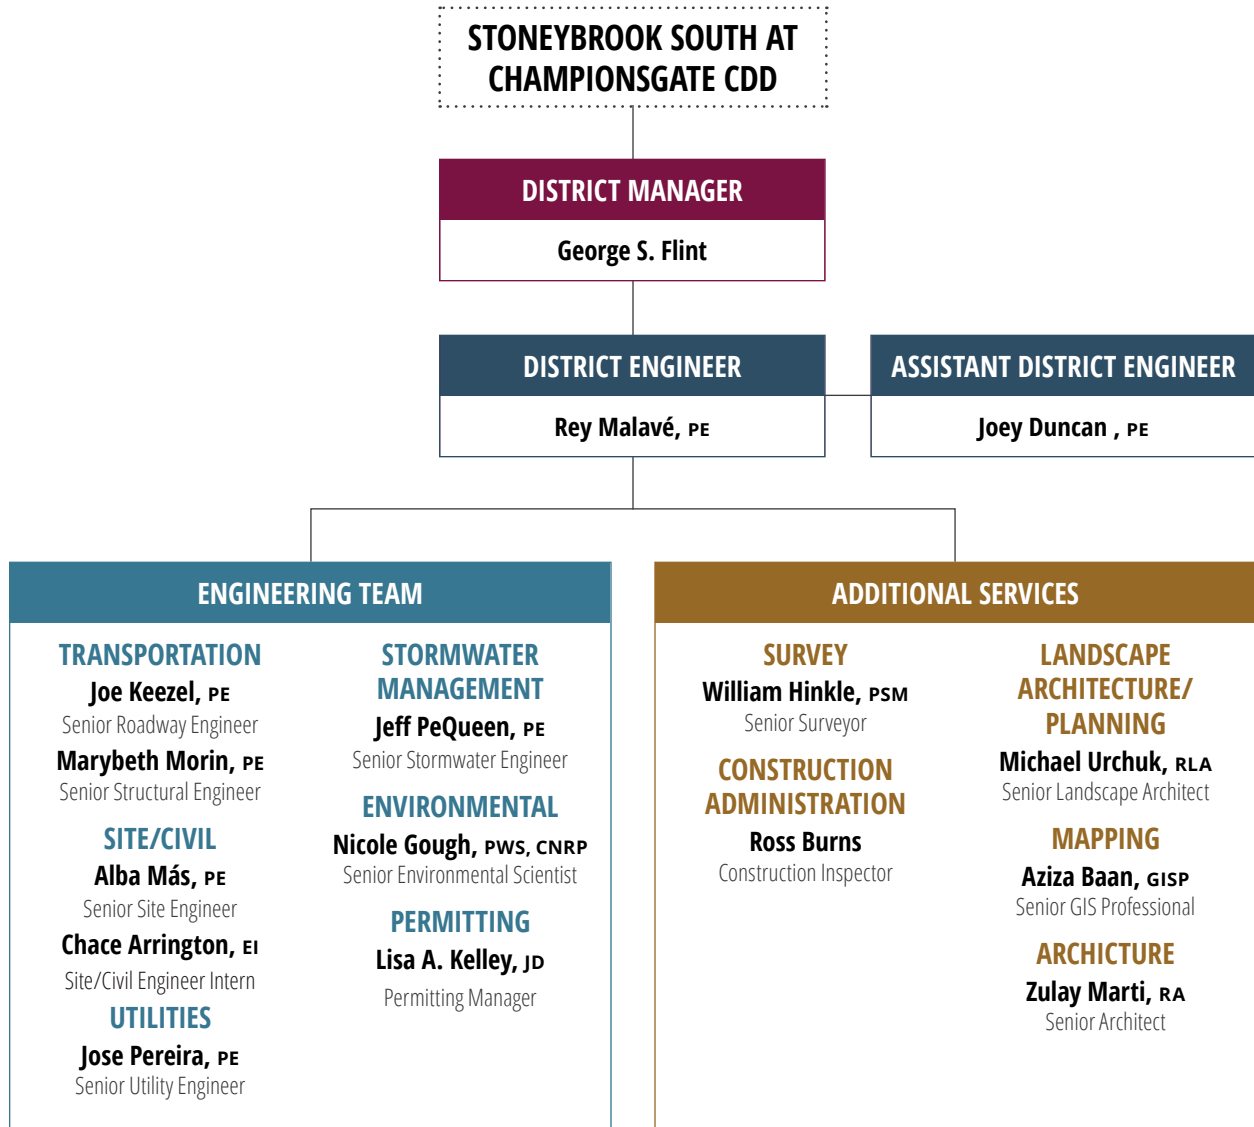 STONEYBROOK SOUTH AT
CHAMPIONSGATE CDD
DISTRICT MANAGER
George S. Flint
DISTRICT ENGINEER
Rey Malavé, PE
ASSISTANT DISTRICT ENGINEER
Joey Duncan , PE
ENGINEERING TEAM
TRANSPORTATION
Joe Keezel, PE
Senior Roadway Engineer
Marybeth Morin, PE
Senior Structural Engineer
SITE/CIVIL
Alba Más, PE
Senior Site Engineer
Chace Arrington, EI
Site/Civil Engineer Intern
UTILITIES
Jose Pereira, PE
Senior Utility Engineer
STORMWATER
MANAGEMENT
Jeff PeQueen, PE
Senior Stormwater Engineer
ENVIRONMENTAL
Nicole Gough, PWS, CNRP
Senior Environmental Scientist
PERMITTING
Lisa A. Kelley, JD
Permitting Manager
ADDITIONAL SERVICES
SURVEY
William Hinkle, PSM
Senior Surveyor
CONSTRUCTION
ADMINISTRATION
Ross Burns
Construction Inspector
LANDSCAPE
ARCHITECTURE/
PLANNING
Michael Urchuk, RLA
Senior Landscape Architect
MAPPING
Aziza Baan, GISP
Senior GIS Professional
ARCHICTURE
Zulay Marti, RA
Senior Architect